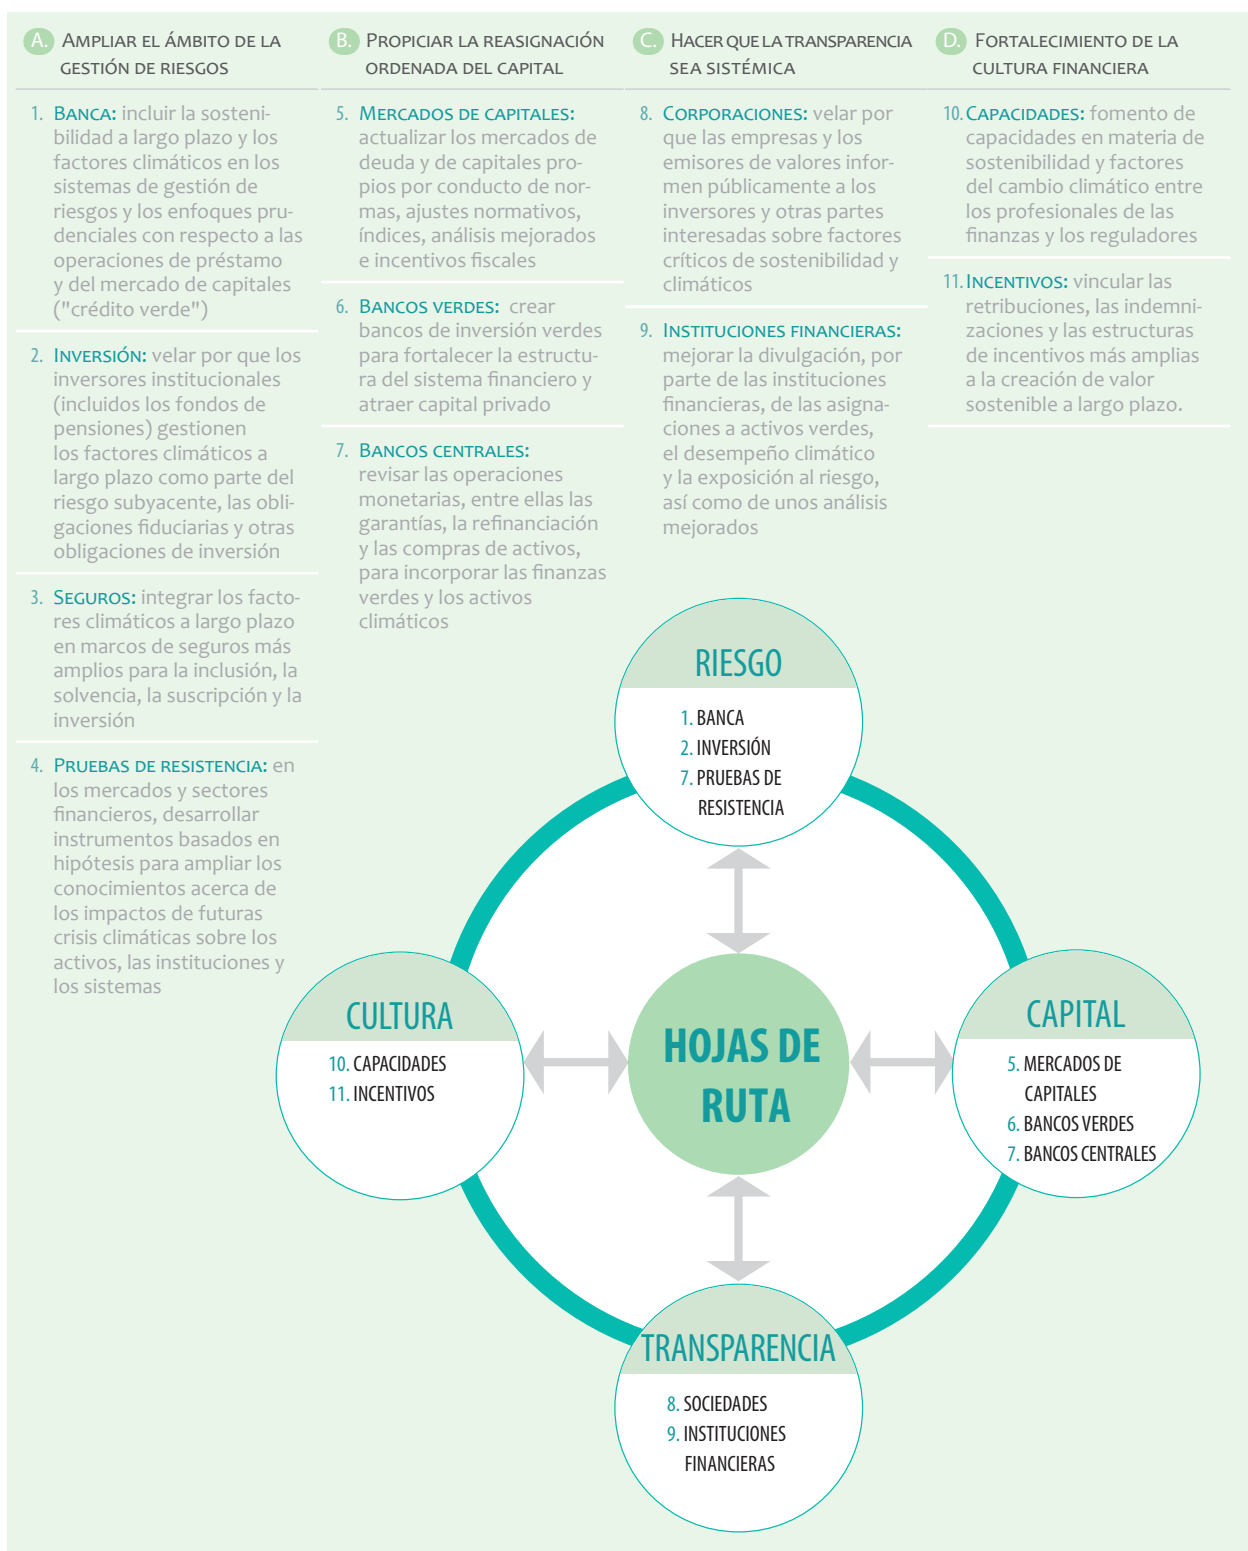 A. Ampliar el ámbito de la
gestión de riesgos
1. Banca: incluir la sosteni-
bilidad a largo plazo y los
factores climáticos en los
sistemas de gestión de
riesgos y los enfoques pru-
denciales con respecto a las
operaciones de préstamo
y del mercado de capitales
("crédito verde")
2. Inversión: velar por que los
inversores institucionales
(incluidos los fondos de
pensiones) gestionen
los factores climáticos a
largo plazo como parte del
riesgo subyacente, las obli-
gaciones fiduciarias y otras
obligaciones de inversión
3. Seguros: integrar los facto-
res climáticos a largo plazo
en marcos de seguros más
amplios para la inclusión, la
solvencia, la suscripción y la
inversión
4. Pruebas de resistencia: en
los mercados y sectores
financieros, desarrollar
instrumentos basados en
hipótesis para ampliar los
conocimientos acerca de
los impactos de futuras
crisis climáticas sobre los
activos, las instituciones y
los sistemas
B. Propiciar la reasignación
ordenada del capital
5. Mercados de capitales:
actualizar los mercados de
deuda y de capitales pro-
pios por conducto de nor-
mas, ajustes normativos,
índices, análisis mejorados
e incentivos fiscales
6. Bancos verdes: crear
bancos de inversión verdes
para fortalecer la estructu-
ra del sistema financiero y
atraer capital privado
7. Bancos centrales:
revisar las operaciones
monetarias, entre ellas las
garantías, la refinanciación
y las compras de activos,
para incorporar las finanzas
verdes y los activos
climáticos
C. Hacer que la transparencia
sea sistémica
8. Corporaciones: velar por
que las empresas y los
emisores de valores infor-
men públicamente a los
inversores y otras partes
interesadas sobre factores
críticos de sostenibilidad y
climáticos
9. Instituciones financieras:
mejorar la divulgación, por
parte de las instituciones
financieras, de las asigna-
ciones a activos verdes,
el desempeño climático
y la exposición al riesgo,
así como de unos análisis
mejorados
D. Fortalecimiento de la
cultura financiera
10. Capacidades: fomento de
capacidades en materia de
sostenibilidad y factores
del cambio climático entre
los profesionales de las
finanzas y los reguladores
11. Incentivos: vincular las
retribuciones, las indemni-
zaciones y las estructuras
de incentivos más amplias
a la creación de valor
sostenible a largo plazo.
RIESGO
1. BANCA
2. INVERSIÓN
7. PRUEBAS DE
RESISTENCIA
CULTURA
10. CAPACIDADES
11. INCENTIVOS
HOJAS DE
RUTA
CAPITAL
5. MERCADOS DE
CAPITALES
6. BANCOS VERDES
7. BANCOS CENTRALES
TRANSPARENCIA
8. SOCIEDADES
9. INSTITUCIONES
FINANCIERAS